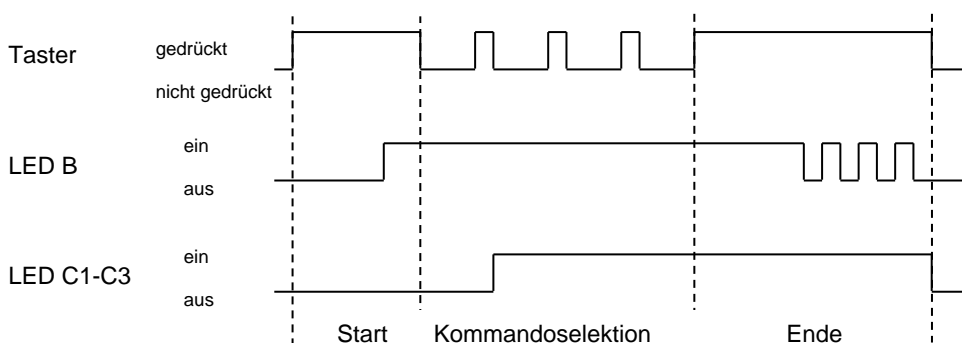 Taster
gedrückt
nicht gedrückt
LED B
ein
aus
LED C1-C3
ein
aus
Start Kommandoselektion Ende